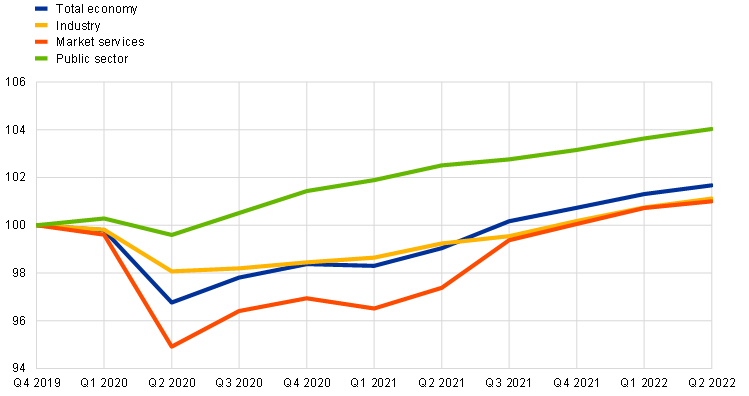 Total economy
Industry
Market services
Public sector
106
104
102
100
98
96
94
Q4 2019 Q1 2020 Q2 2020 Q3 2020 Q4 2020 Q1 2021 Q2 2021 Q3 2021 Q4 2021 Q1 2022 Q2 2022